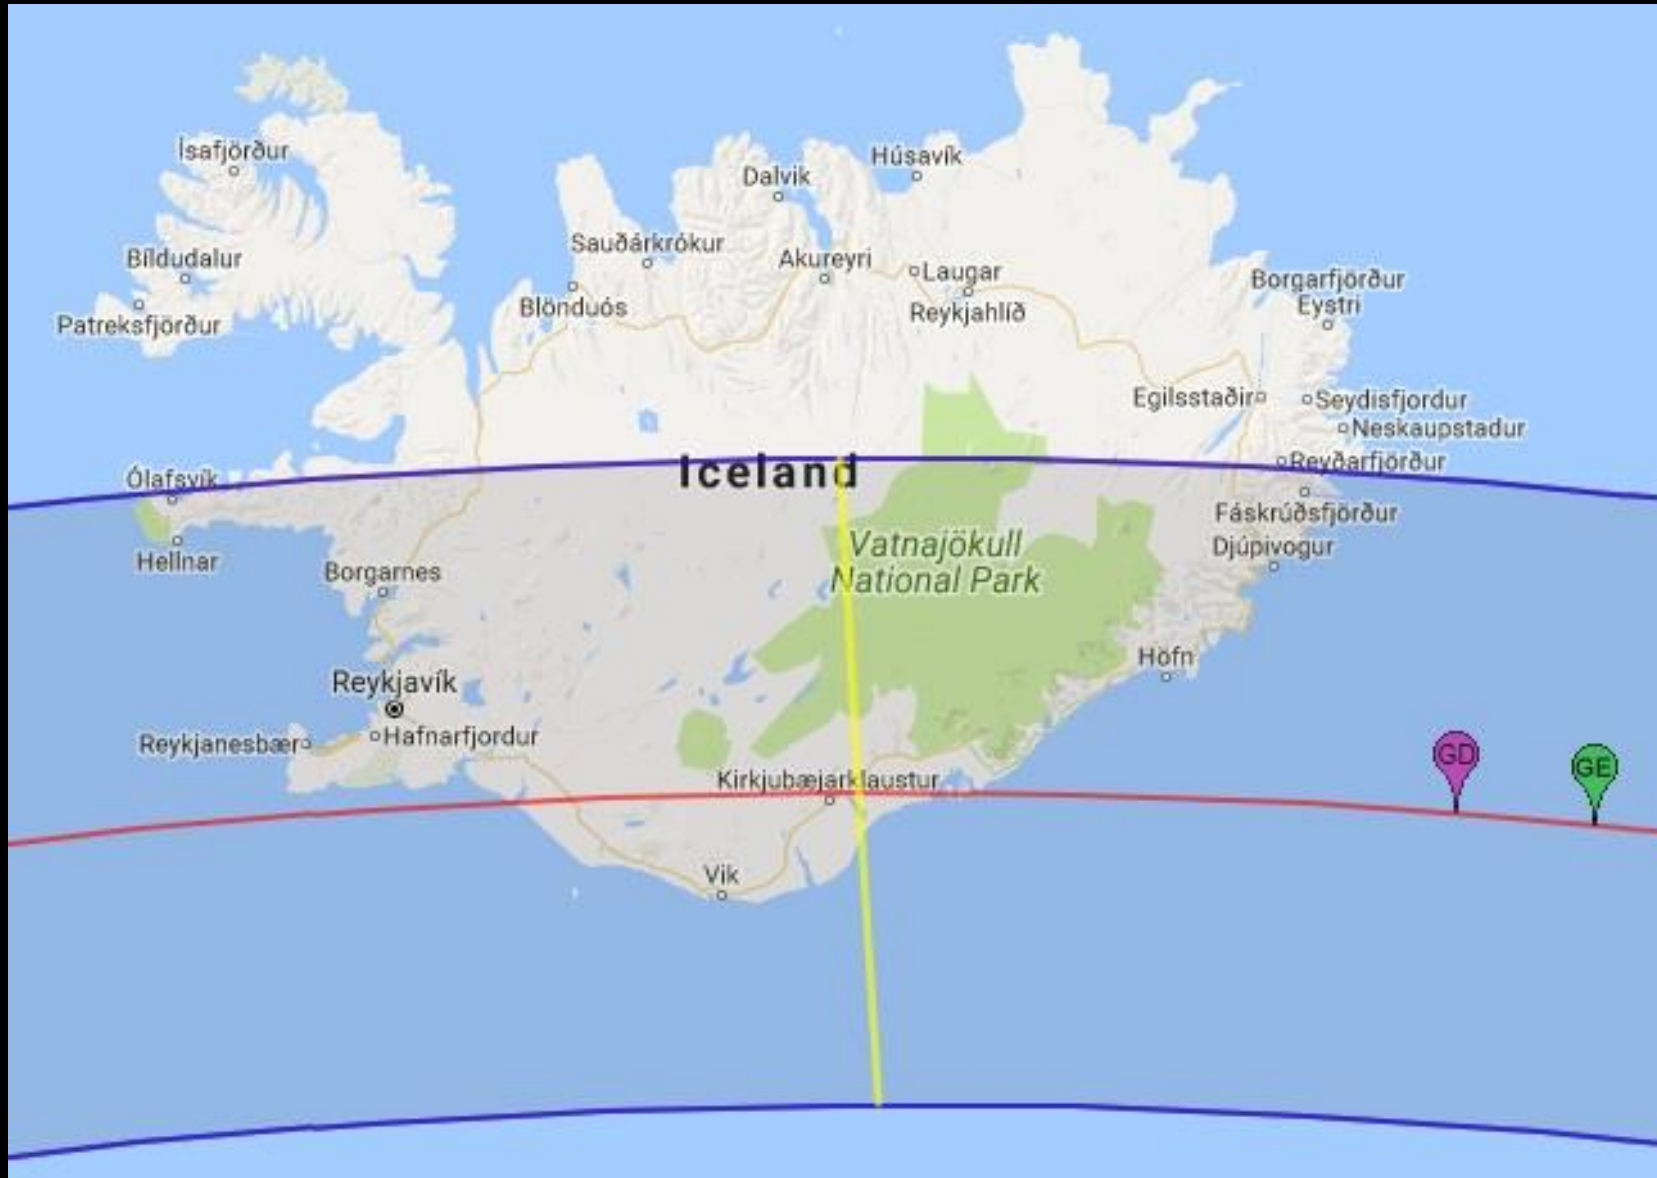 Ísafjörður
Húsavík
Dalvik
Sauðárkrókur
Akureyri
Laugar
Bíldudalur
Borgarfjörður
Eystri
Blönduós
Reykjahlíð
Patreksfjörður
Egilsstaðir
Seydisfjordur
Neskaupstadur
Iceland
Reyðarfjörður
Ólafsvík
Fáskrúðsfjörður
Vatnajökull
National Park
Djúpivogur
Hellnar
Borgarnes
Höfn
Reykjavík
Reykjanesbær
Hafnarfjordur
GD
GE
Kirkjubæjarklaustur
Vik